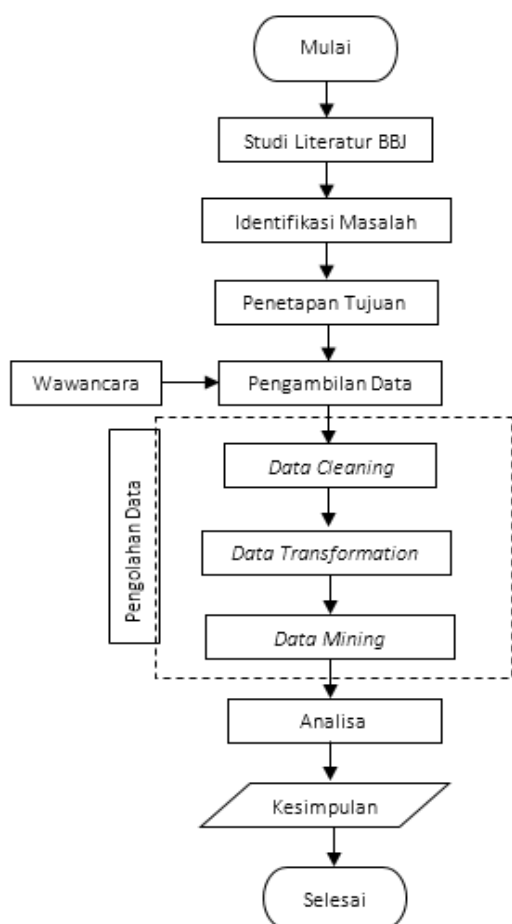 Mulai
Studi Literatur BBJ
Identifikasi Masalah
Penetapan Tujuan
Wawancara
Pengambilan Data
Pengolahan Data
Data Cleaning
Data Transformation
Data Mining
Analisa
Kesimpulan
Selesai